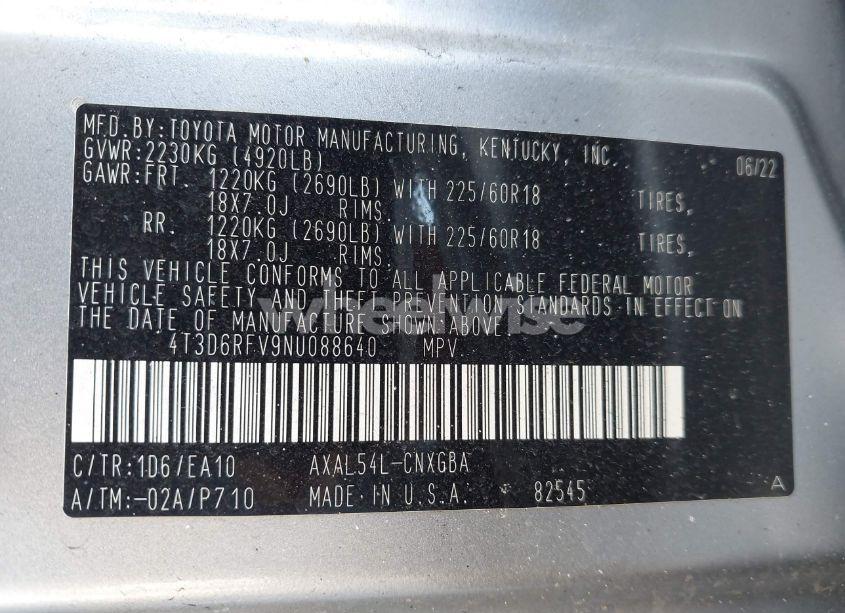 MFD.BY:TOYOTA MOTOR MANUFACTURING, KENTUCKY, INC. 06/22
GVWR:2230KG (4920LB)
GAWR:FRT. 1220KG (2690LB) WITH 225/60R18 TIRES,
18X7.0J RIMS.
RR. 1220KG (2690LB) WITH 225/60R18 TIRES,
18X7.0J RIMS.
THIS VEHICLE CONFORMS TO ALL APPLICABLE FEDERAL MOTOR
VEHICLE SAFETY AND THEFT PREVENTION STANDARDS IN EFFECT ON
THE DATE OF MANUFACTURE SHOWN ABOVE.
wheelwise
4T3D6RFV9NU088640 MPV
C/TR:1D6/EA10 AXAL54L-CNXGBA
A/TM:-02A/P710 MADE IN U.S.A. 82545 A